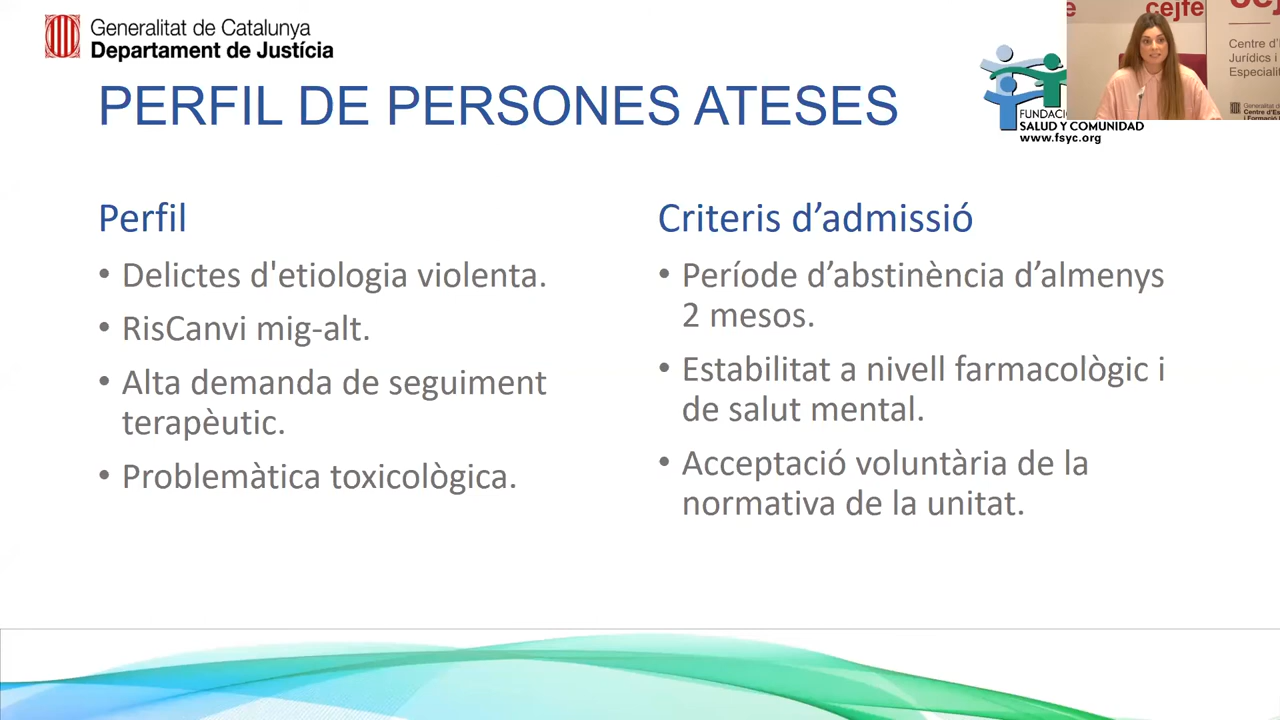 Generalitat de Catalunya
Departament de Justícia
PERFIL DE PERSONES ATESES
cejfe
Centre d'
Jurídics i
Especiali
SALUD Y COMUNIDAD
www.fsyc.org
Perfil
• Delictes d'etiologia violenta.
• RisCanvi mig-alt.
• Alta demanda de seguiment
terapèutic.
• Problemàtica toxicològica.
Criteris d’admissió
• Període d’abstinència d’almenys
2 mesos.
• Estabilitat a nivell farmacològic i
de salut mental.
• Acceptació voluntària de la
normativa de la unitat.